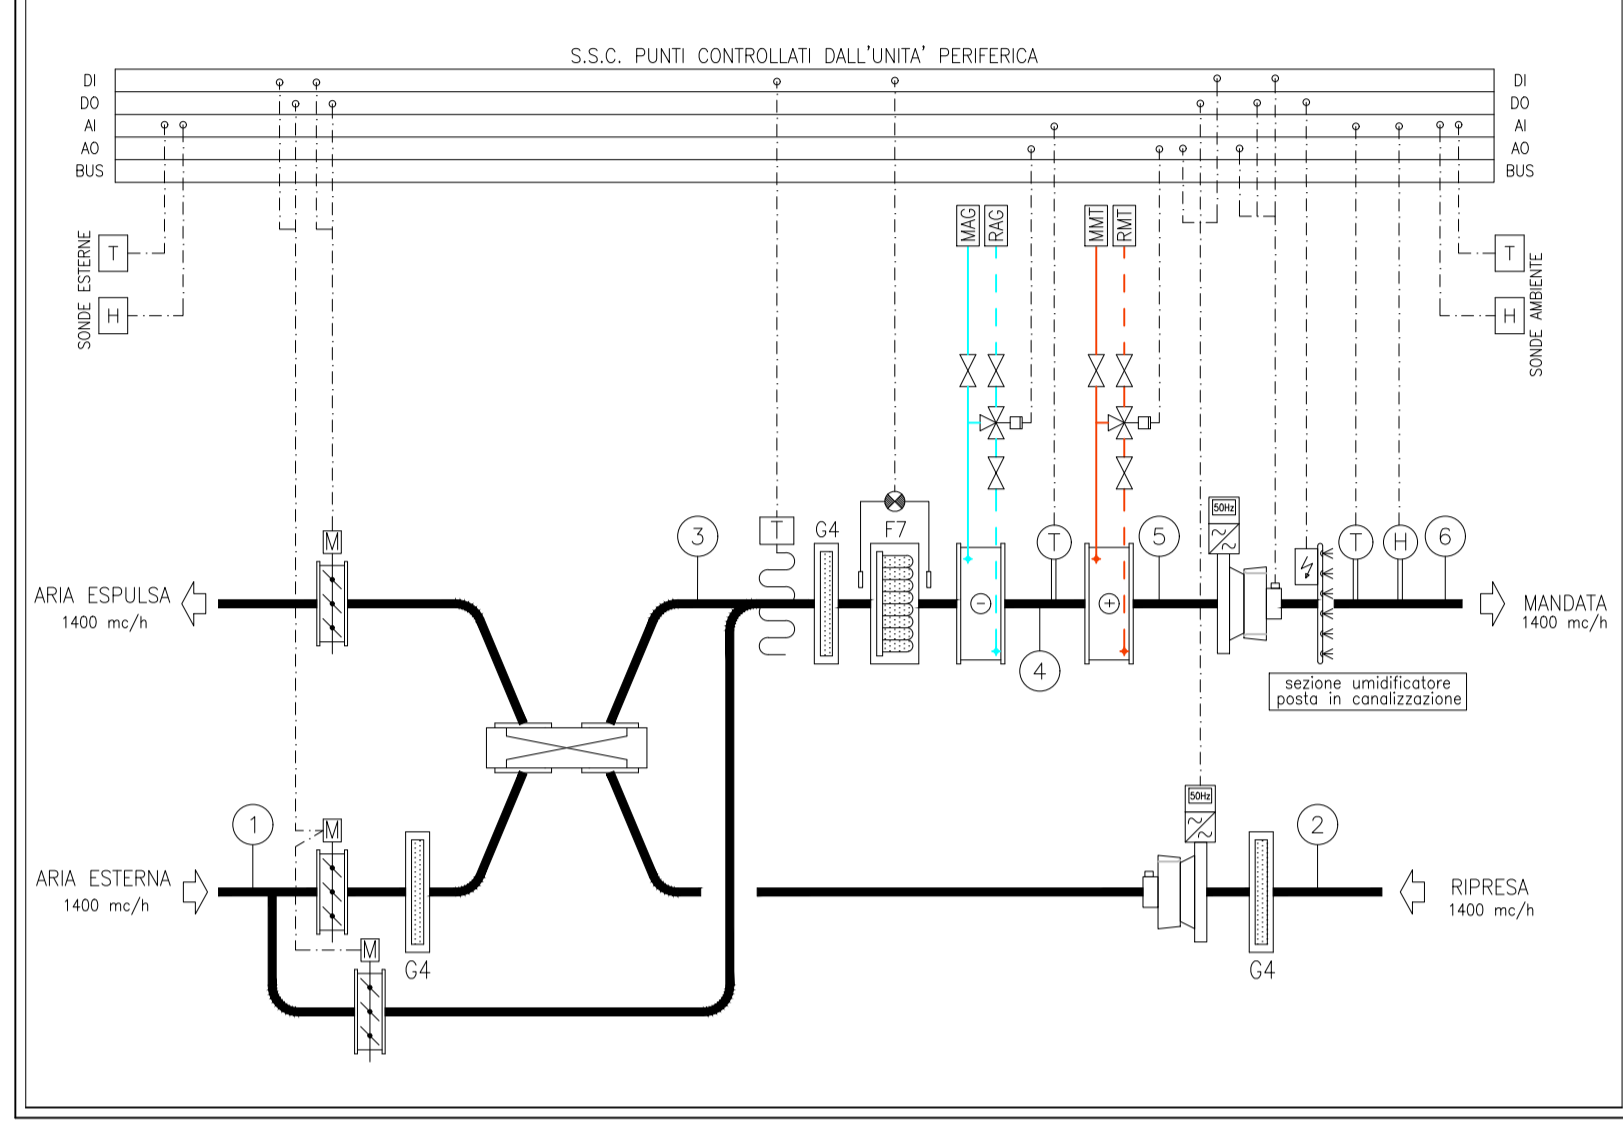 S.S.C. PUNTI CONTROLLATI DALL'UNITA' PERIFERICA
DI
DO
AI
AO
BUS
DI
DO
AI
AO
BUS
SONDE ESTERNE
T
H
MAG
RAG
MMT
RMT
T
H
SONDE AMBIENTE
M
3
T
G4
F7
T
5
50Hz
T
H
6
ARIA ESPULSA
1400 mc/h
-
+
MANDATA
1400 mc/h
4
sezione umidificatore
posta in canalizzazione
50Hz
1
M
2
ARIA ESTERNA
1400 mc/h
RIPRESA
1400 mc/h
M
G4
G4